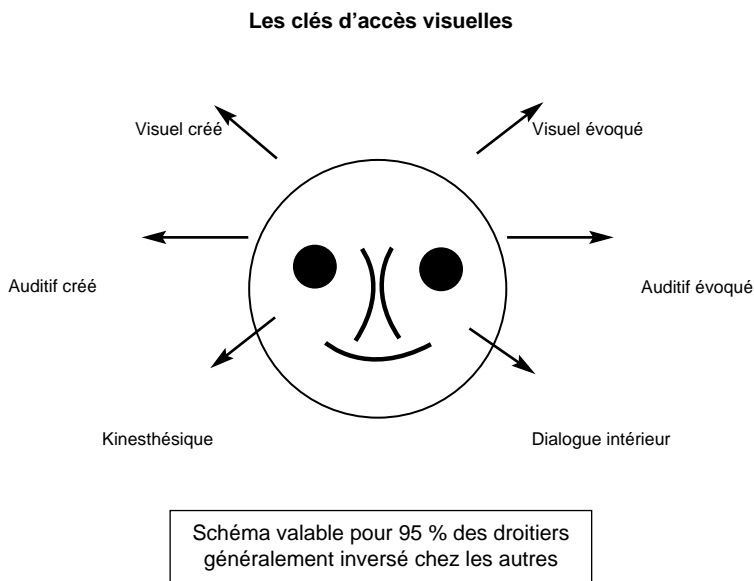 Les clés d’accès visuelles
Visuel créé
Visuel évoqué
Auditif créé
Auditif évoqué
Kinesthésique
Dialogue intérieur
Schéma valable pour 95 % des droitiers
généralement inversé chez les autres